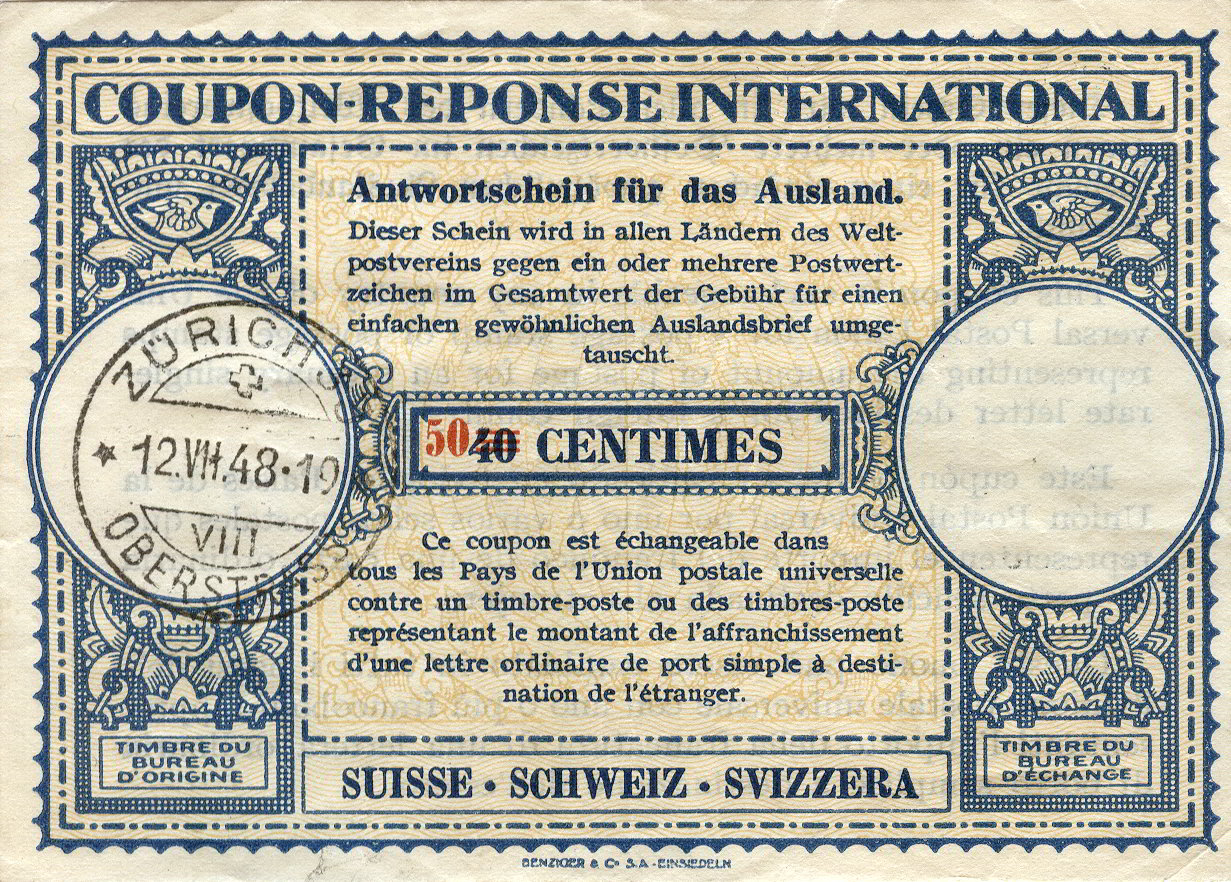 COUPON-REPONSE INTERNATIONAL
Antwortschein für das Ausland.
Dieser Schein wird in allen Ländern des Welt-
postvereins gegen ein oder mehrere Postwert-
zeichen im Gesamtwert der Gebühr für einen
einfachen gewöhnlichen Auslandsbrief umge-
tauscht.
ZÜRICH
12.VII.48·19
VIII
OBERSTRASS
5040 CENTIMES
Ce coupon est échangeable dans
tous les Pays de l'Union postale universelle
contre un timbre-poste ou des timbres-poste
représentant le montant de l'affranchissement
d'une lettre ordinaire de port simple à desti-
nation de l'étranger.
TIMBRE DU
BUREAU
D'ORIGINE
SUISSE • SCHWEIZ • SVIZZERA
TIMBRE DU
BUREAU
D'ÉCHANGE
BENZIGER & Co S.A.-EINSIEDELN